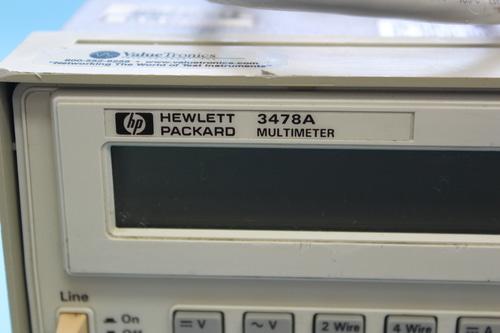 ValueTronics
800-552-8258 • www.valuetronics.com
"Networking The World of Test Instruments"
hp HEWLETT PACKARD 3478A MULTIMETER
Line
On
Off
V
~ V
2 Wire
4 Wire